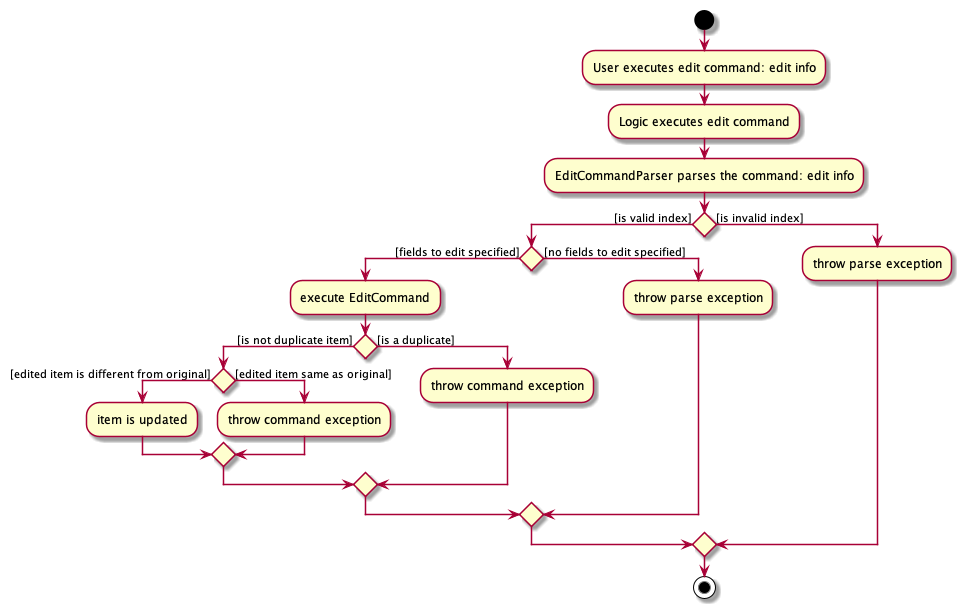 User executes edit command: edit info
Logic executes edit command
EditCommandParser parses the command: edit info
[is valid index]
[is invalid index]
[fields to edit specified]
[no fields to edit specified]
throw parse exception
execute EditCommand
throw parse exception
[is not duplicate item]
[is a duplicate]
[edited item is different from original]
[edited item same as original]
throw command exception
item is updated
throw command exception